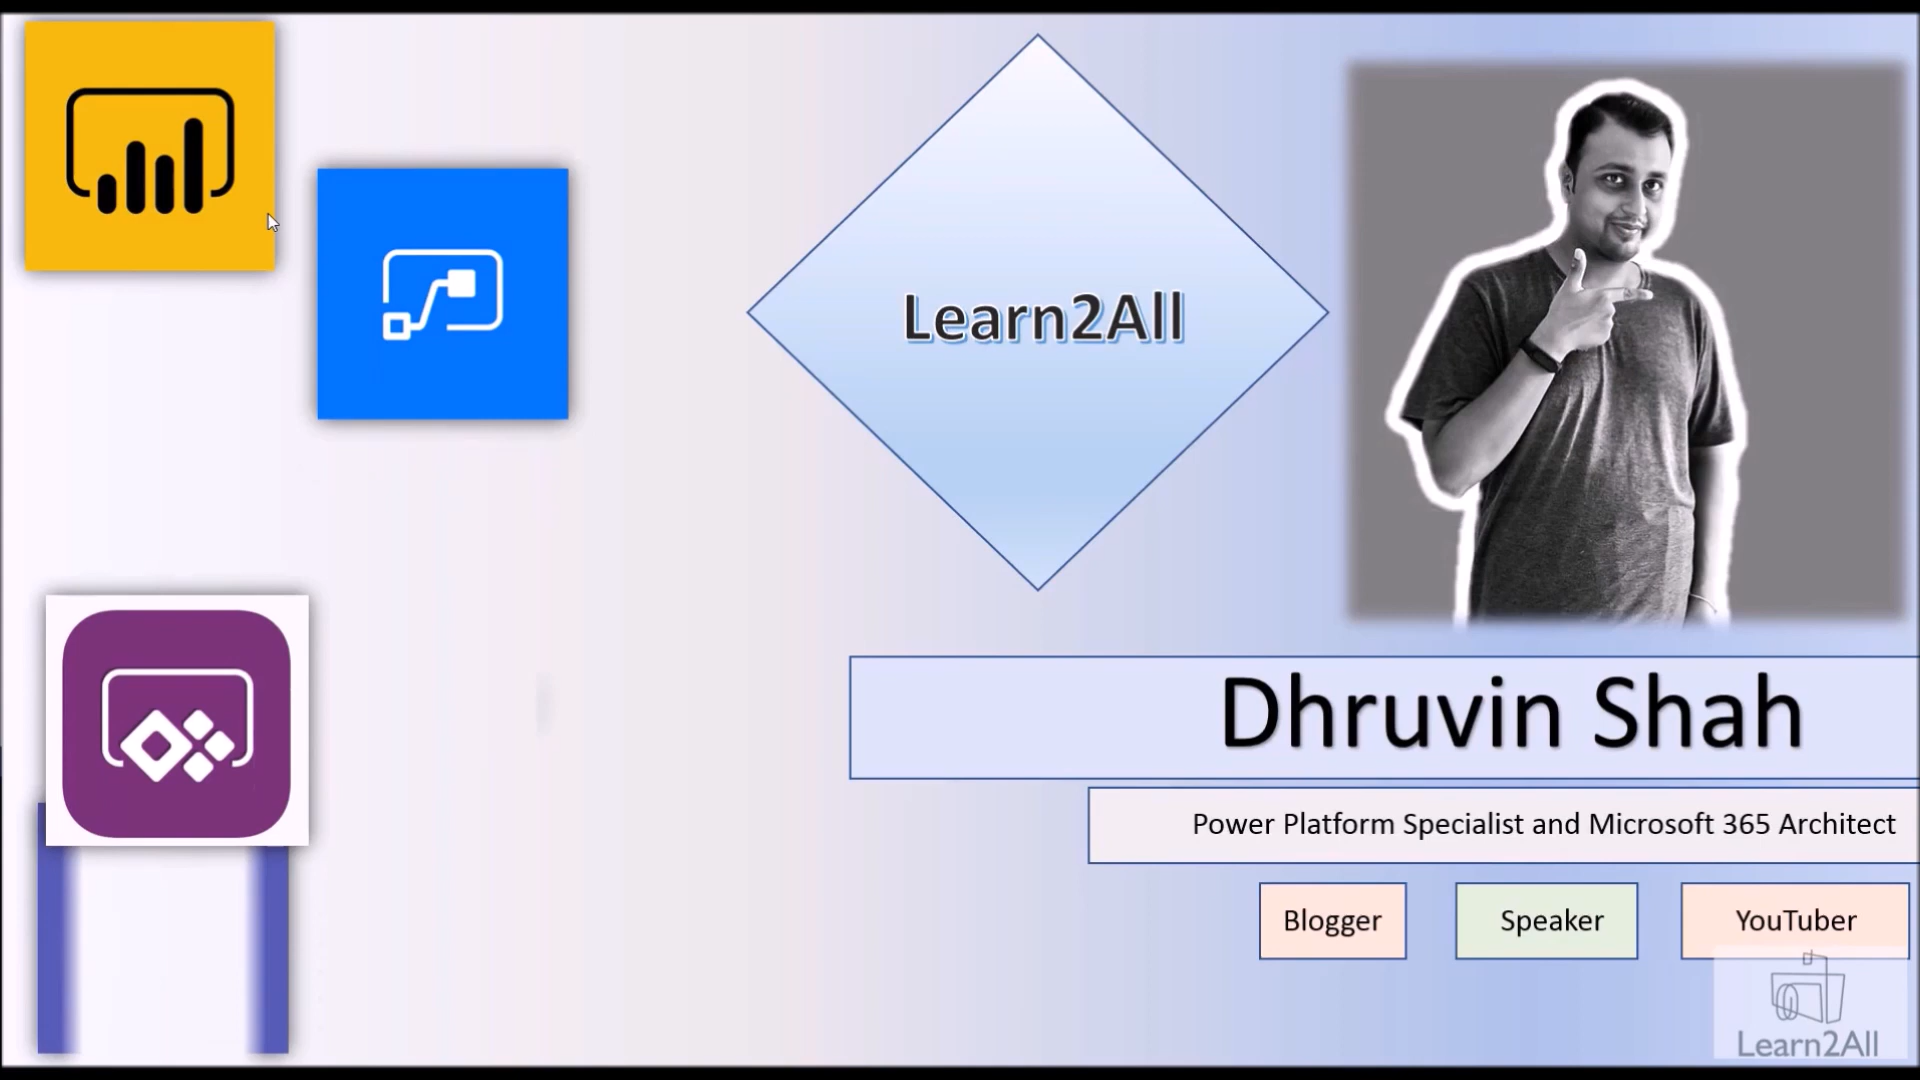 Learn2All
Dhruvin Shah
Power Platform Specialist and Microsoft 365 Architect
Blogger
Speaker
YouTuber
Learn2All